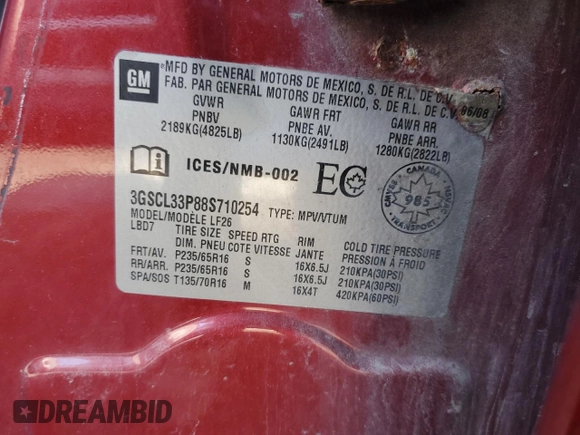 GM
MFD BY GENERAL MOTORS DE MEXICO, S. DE R.L. DE C.V.
FAB. PAR GENERAL MOTORS DE MEXICO, S. DE R.L. DE C.V. 06/08
GVWR GAWR FRT GAWR RR
PNBV PNBE AV. PNBE ARR.
2189KG(4825LB) 1130KG(2491LB) 1280KG(2822LB)
i ICES/NMB-002 EC
CANADA
CMVSS 985 NSVAC
TRANSPORT
3GSCL33P88S710254 TYPE: MPV/VTUM
MODEL/MODÈLE LF26
LBD7 TIRE SIZE SPEED RTG RIM COLD TIRE PRESSURE
DIM. PNEU COTE VITESSE JANTE PRESSION À FROID
FRT/AV. P235/65R16 S 16X6.5J 210KPA(30PSI)
RR/ARR. P235/65R16 S 16X6.5J 210KPA(30PSI)
SPA/SOS T135/70R16 M 16X4T 420KPA(60PSI)
DREAMBID